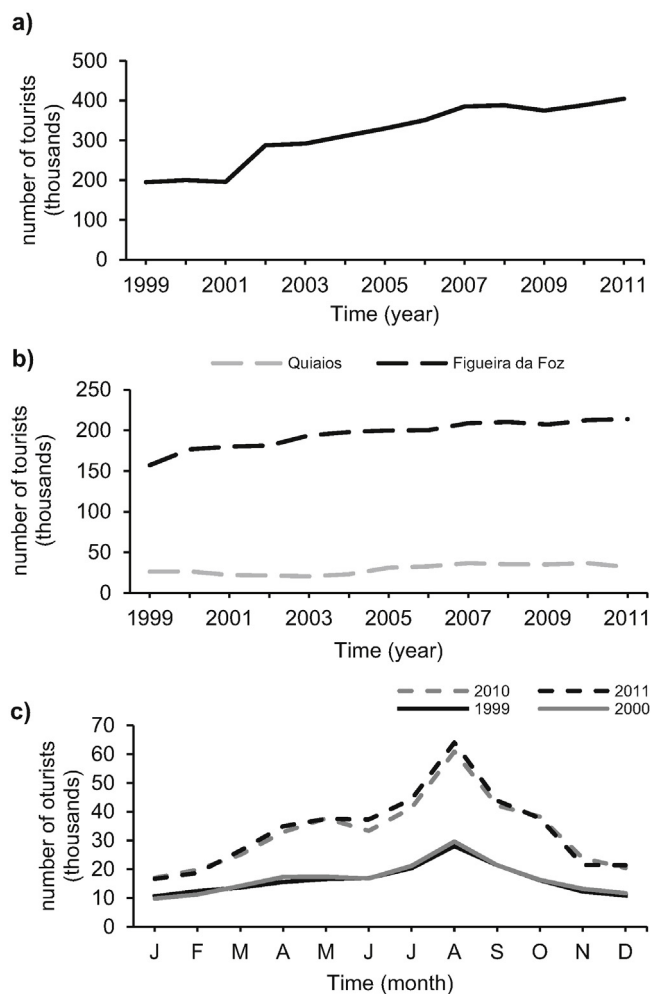 a)
number of tourists
(thousands)
500
400
300
200
100
0
1999 2001 2003 2005 2007 2009 2011
Time (year)
b)
Quiaios Figueira da Foz
number of tourists
(thousands)
250
200
150
100
50
0
1999 2001 2003 2005 2007 2009 2011
Time (year)
2010 2011
1999 2000
c)
number of oturists
(thousands)
70
60
50
40
30
20
10
0
J F M A M J J A S O N D
Time (month)